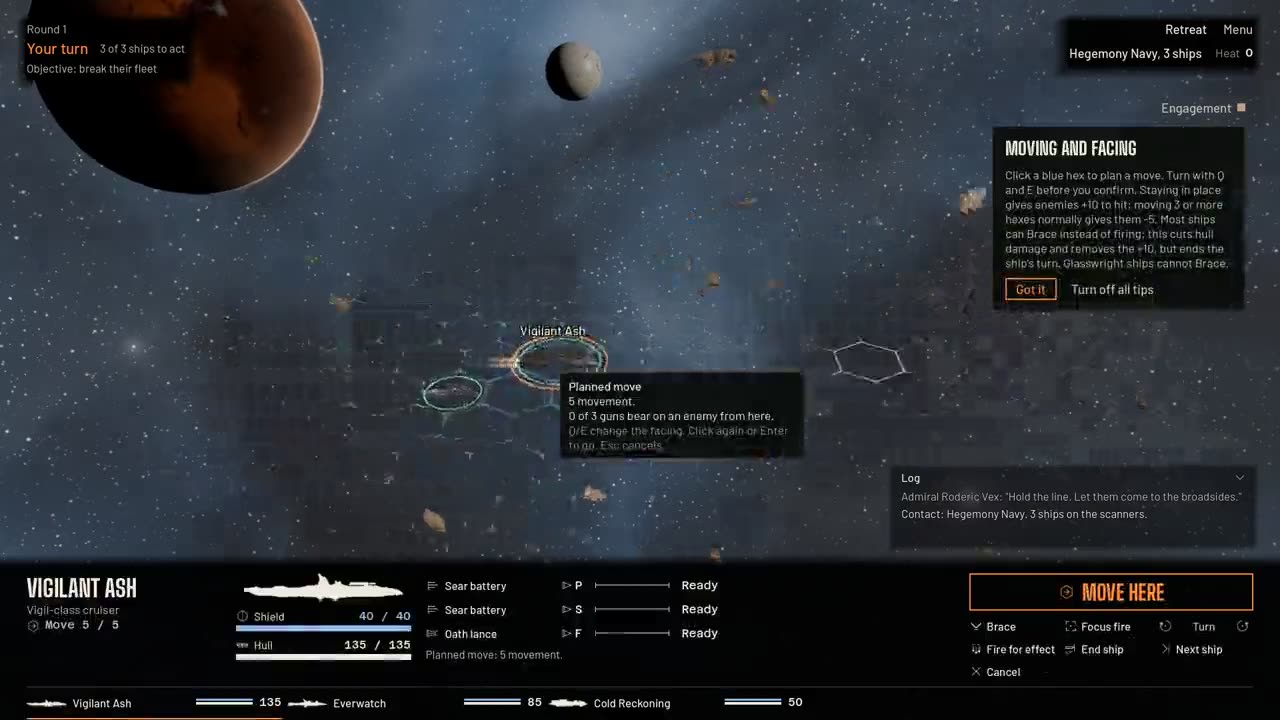 Round 1
Your turn 3 of 3 ships to act
Objective: break their fleet
Retreat Menu
Hegemony Navy, 3 ships Heat 0
Engagement
MOVING AND FACING
Click a blue hex to plan a move. Turn with Q
and E before you confirm. Staying in place
gives enemies +10 to hit; moving 3 or more
hexes normally gives them -5. Most ships
can Brace instead of firing; this cuts hull
damage and removes the +10, but ends the
ship's turn. Glasswright ships cannot Brace.
Got it Turn off all tips
Vigilant Ash
Planned move
5 movement.
0 of 3 guns bear on an enemy from here.
Q/E change the facing. Click again or Enter
to go. Esc cancels.
Log
Admiral Roderic Vex: "Hold the line. Let them come to the broadsides."
Contact: Hegemony Navy, 3 ships on the scanners.
VIGILANT ASH
Vigil-class cruiser
Move 5 / 5
Shield 40 / 40
Hull 135 / 135
Sear battery P Ready
Sear battery S Ready
Oath lance F Ready
Planned move: 5 movement.
MOVE HERE
Brace Focus fire Turn
Fire for effect End ship Next ship
Cancel
Vigilant Ash 135 Everwatch 85 Cold Reckoning 50